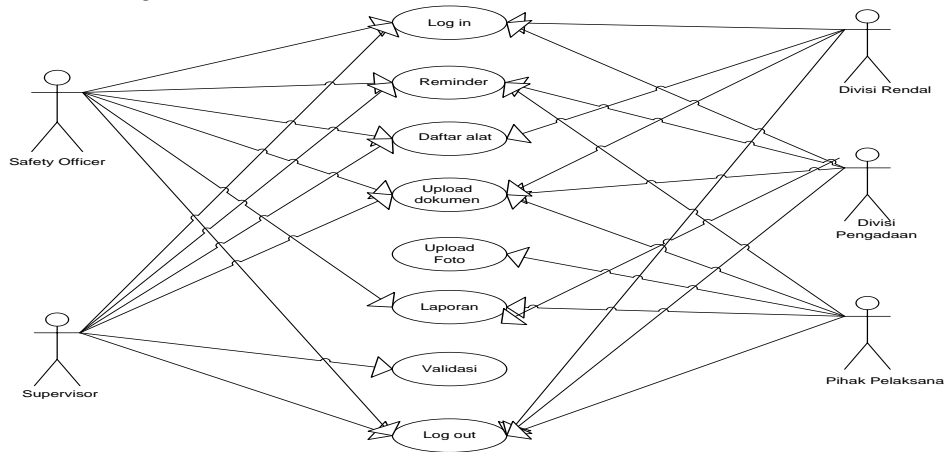 Log in
Reminder
Divisi Rendal
Daftar alat
Safety Officer
Upload
dokumen
Divisi
Pengadaan
Upload
Foto
Laporan
Validasi
Pihak Pelaksana
Supervisor
Log out